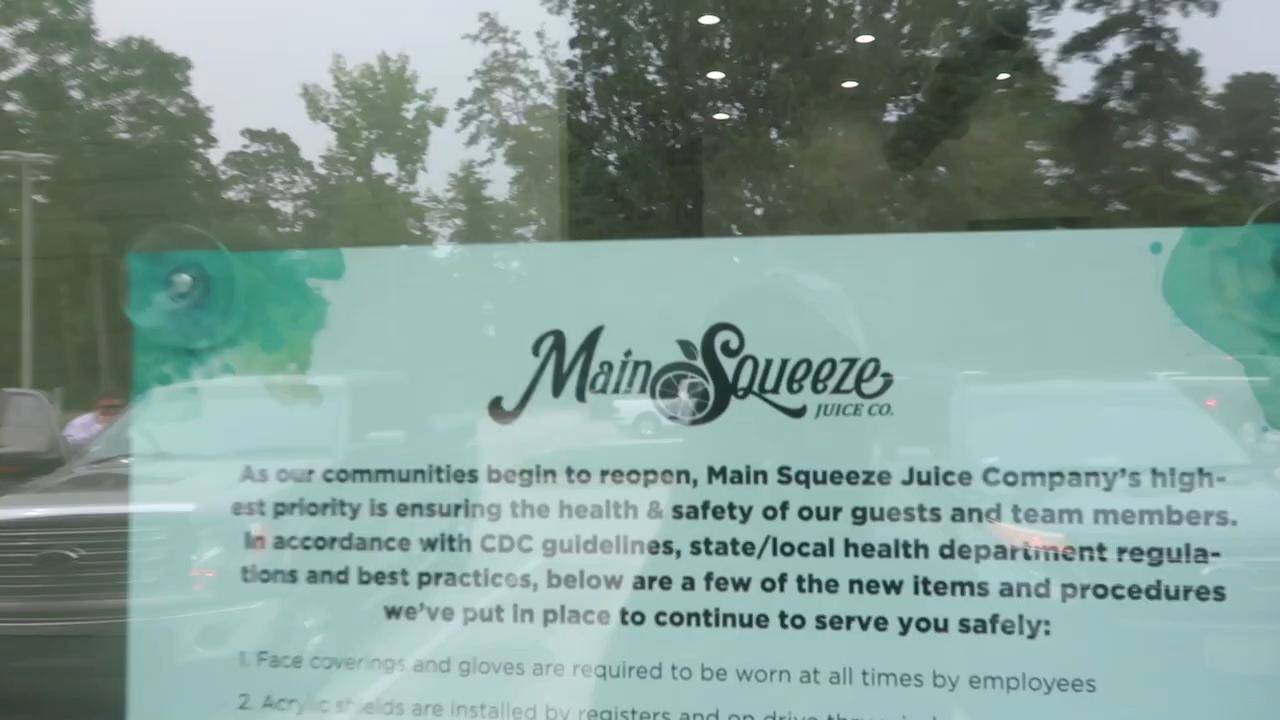 Main Squeeze
JUICE CO.
As our communities begin to reopen, Main Squeeze Juice Company's high-
est priority is ensuring the health & safety of our guests and team members.
In accordance with CDC guidelines, state/local health department regula-
tions and best practices, below are a few of the new items and procedures
we've put in place to continue to serve you safely:
1. Face coverings and gloves are required to be worn at all times by employees
2. Acrylic shields are installed by registers and on drive